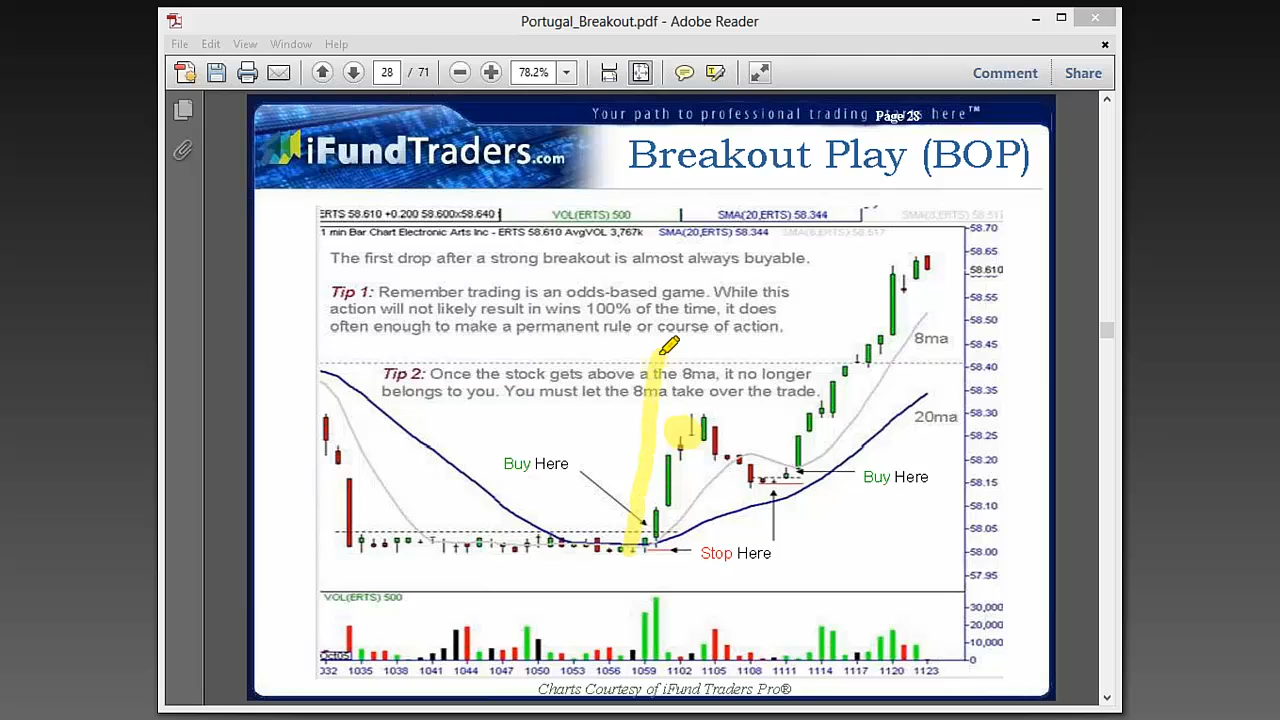 Portugal_Breakout.pdf - Adobe Reader
File Edit View Window Help
28 / 71 78.2% Comment Share
Your path to professional trading starts here™
Page 28
iFundTraders.com
Breakout Play (BOP)
ERTS 58.610 +0.200 58.600x58.640 VOL(ERTS) 500 SMA(20,ERTS) 58.344
1 min Bar Chart Electronic Arts Inc - ERTS 58.610 AvgVOL 3,767k SMA(20,ERTS) 58.344
The first drop after a strong breakout is almost always buyable.
Tip 1: Remember trading is an odds-based game. While this
action will not likely result in wins 100% of the time, it does
often enough to make a permanent rule or course of action.
Tip 2: Once the stock gets above a the 8ma, it no longer
belongs to you. You must let the 8ma take over the trade.
58.70
58.65
58.610
58.55
58.50
58.45
58.40
58.35
58.30
58.25
58.20
58.15
58.10
58.05
58.00
57.95
8ma
20ma
Buy Here
Buy Here
Stop Here
VOL(ERTS) 500
30,000
20,000
10,000
0
1035 1038 1041 1044 1047 1050 1053 1056 1059 1102 1105 1108 1111 1114 1117 1120 1123
Charts Courtesy of iFund Traders Pro®